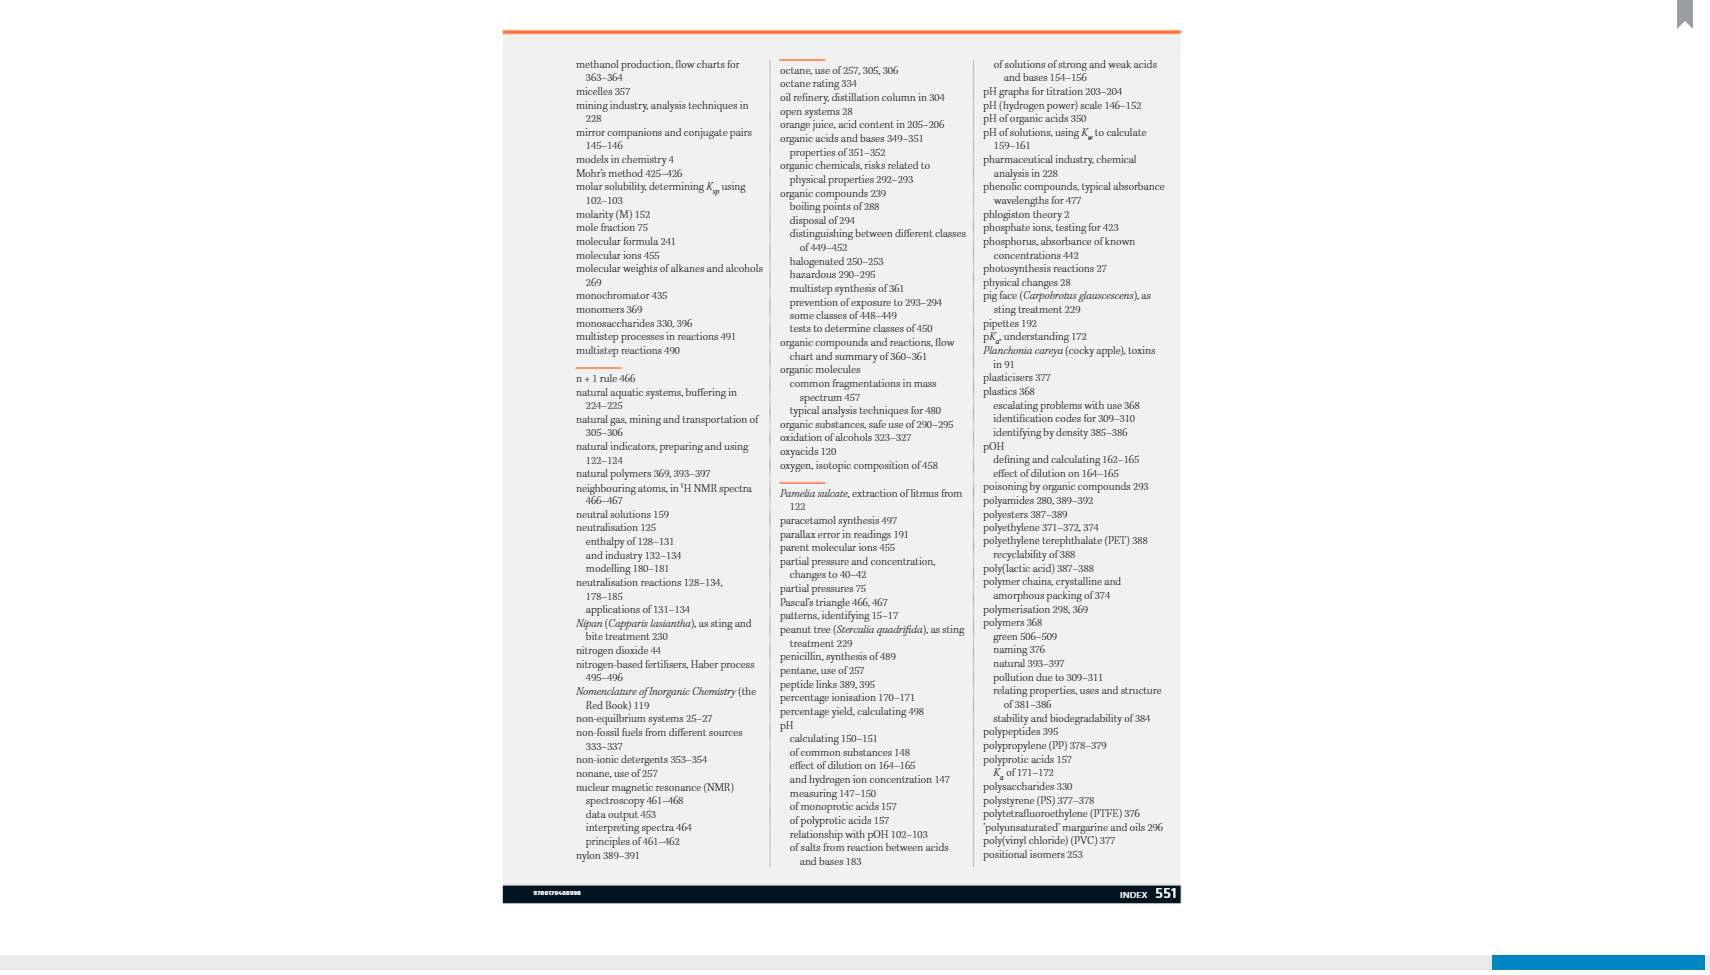 methanol production, flow charts for
363–364
micelles 357
mining industry, analysis techniques in
228
mirror companions and conjugate pairs
145–146
models in chemistry 4
Mohr's method 425–426
molar solubility, determining Ksp using
102–103
molarity (M) 152
mole fraction 75
molecular formula 241
molecular ions 455
molecular weights of alkanes and alcohols
269
monochromator 435
monomers 369
monosaccharides 330, 396
multistep processes in reactions 491
multistep reactions 490
n + 1 rule 466
natural aquatic systems, buffering in
224–225
natural gas, mining and transportation of
305–306
natural indicators, preparing and using
122–124
natural polymers 369, 393–397
neighbouring atoms, in ¹H NMR spectra
466–467
neutral solutions 159
neutralisation 125
enthalpy of 128–131
and industry 132–134
modelling 180–181
neutralisation reactions 128–134,
178–185
applications of 131–134
Nipan (Capparis lasiantha), as sting and
bite treatment 230
nitrogen dioxide 44
nitrogen-based fertilisers, Haber process
495–496
Nomenclature of Inorganic Chemistry (the
Red Book) 119
non-equilbrium systems 25–27
non-fossil fuels from different sources
333–337
non-ionic detergents 353–354
nonane, use of 257
nuclear magnetic resonance (NMR)
spectroscopy 461–468
data output 453
interpreting spectra 464
principles of 461–462
nylon 389–391
octane, use of 257, 305, 306
octane rating 334
oil refinery, distillation column in 304
open systems 28
orange juice, acid content in 205–206
organic acids and bases 349–351
properties of 351–352
organic chemicals, risks related to
physical properties 292–293
organic compounds 239
boiling points of 288
disposal of 294
distinguishing between different classes
of 449–452
halogenated 250–253
hazardous 290–295
multistep synthesis of 361
prevention of exposure to 293–294
some classes of 448–449
tests to determine classes of 450
organic compounds and reactions, flow
chart and summary of 360–361
organic molecules
common fragmentations in mass
spectrum 457
typical analysis techniques for 480
organic substances, safe use of 290–295
oxidation of alcohols 323–327
oxyacids 120
oxygen, isotopic composition of 458
Pamelia sulcate, extraction of litmus from
122
paracetamol synthesis 497
parallax error in readings 191
parent molecular ions 455
partial pressure and concentration,
changes to 40–42
partial pressures 75
Pascal's triangle 466, 467
patterns, identifying 15–17
peanut tree (Sterculia quadrifida), as sting
treatment 229
penicillin, synthesis of 489
pentane, use of 257
peptide links 389, 395
percentage ionisation 170–171
percentage yield, calculating 498
pH
calculating 150–151
of common substances 148
effect of dilution on 164–165
and hydrogen ion concentration 147
measuring 147–150
of monoprotic acids 157
of polyprotic acids 157
relationship with pOH 102–103
of salts from reaction between acids
and bases 183
of solutions of strong and weak acids
and bases 154–156
pH graphs for titration 203–204
pH (hydrogen power) scale 146–152
pH of organic acids 350
pH of solutions, using Kw to calculate
159–161
pharmaceutical industry, chemical
analysis in 228
phenolic compounds, typical absorbance
wavelengths for 477
phlogiston theory 2
phosphate ions, testing for 423
phosphorus, absorbance of known
concentrations 442
photosynthesis reactions 27
physical changes 28
pig face (Carpobrotus glauscescens), as
sting treatment 229
pipettes 192
pKa, understanding 172
Planchonia careya (cocky apple), toxins
in 91
plasticisers 377
plastics 368
escalating problems with use 368
identification codes for 309–310
identifying by density 385–386
pOH
defining and calculating 162–165
effect of dilution on 164–165
poisoning by organic compounds 293
polyamides 280, 389–392
polyesters 387–389
polyethylene 371–372, 374
polyethylene terephthalate (PET) 388
recyclability of 388
poly(lactic acid) 387–388
polymer chains, crystalline and
amorphous packing of 374
polymerisation 298, 369
polymers 368
green 506–509
naming 376
natural 393–397
pollution due to 309–311
relating properties, uses and structure
of 381–386
stability and biodegradability of 384
polypeptides 395
polypropylene (PP) 378–379
polyprotic acids 157
Ka of 171–172
polysaccharides 330
polystyrene (PS) 377–378
polytetrafluoroethylene (PTFE) 376
'polyunsaturated' margarine and oils 296
poly(vinyl chloride) (PVC) 377
positional isomers 253
9780170408998
INDEX 551